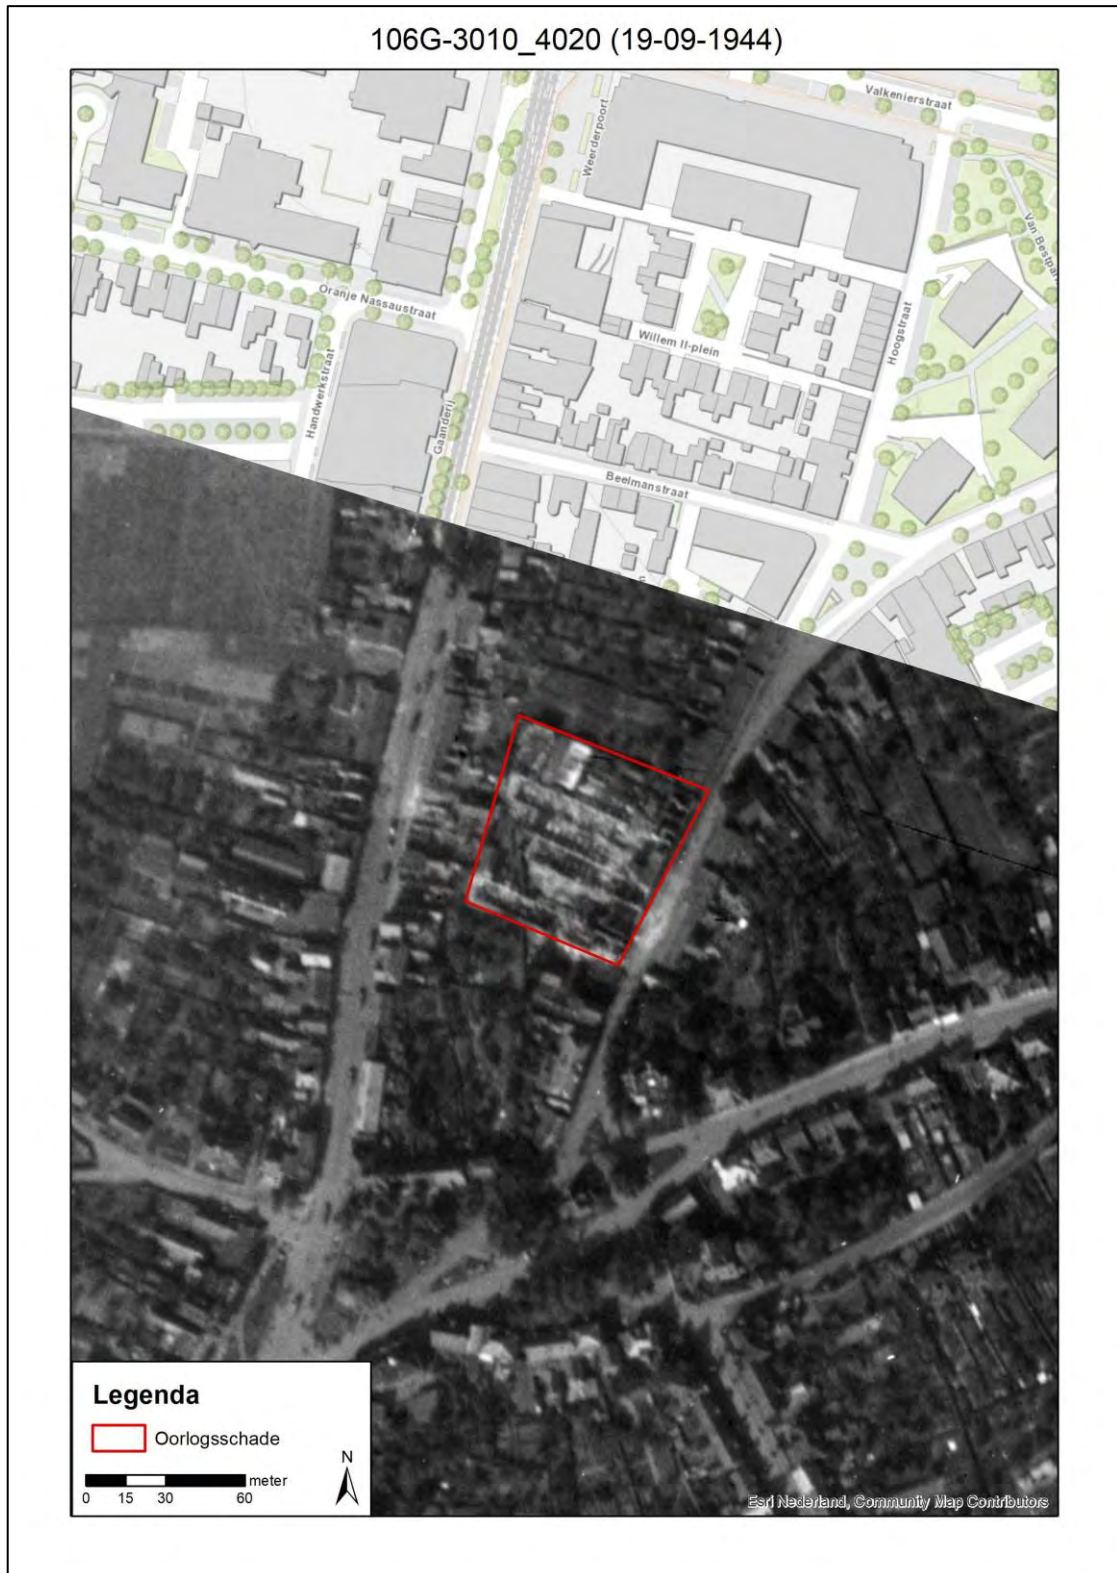 106G-3010_4020 (19-09-1944)
Valkenierstraat
Weerderpoort
Van Bestpark
Oranje Nassaustraat
Willem II-plein
Hoogstraat
Handwerkstraat
Gaanderij
Beelmanstraat
Legenda
Oorlogsschade
N
meter
0 15 30 60
Esri Nederland, Community Map Contributors